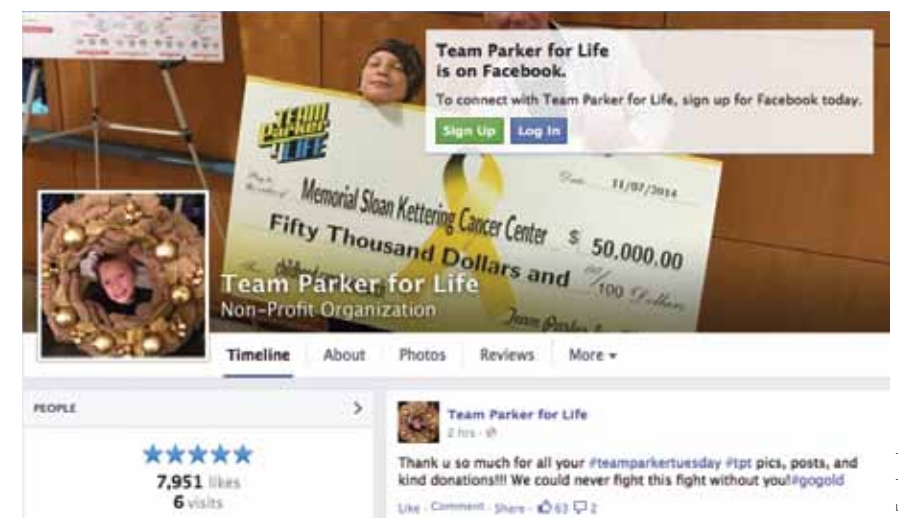 Team Parker for Life
is on Facebook.
To connect with Team Parker for Life, sign up for Facebook today.
Sign Up Log In
TEAM
Parker
4 LIFE
Date 11/07/2014
Memorial Sloan Kettering Cancer Center $ 50,000.00
Fifty Thousand Dollars and 00/100 Dollars
Team Parker for Life
Non-Profit Organization
Timeline About Photos Reviews More
PEOPLE
7,951 likes
6 visits
Team Parker for Life
2 hrs
Thank u so much for all your #teamparkertuesday #tpt pics, posts, and
kind donations!!! We could never fight this fight without you!#gogold
Like · Comment · Share · 63 2